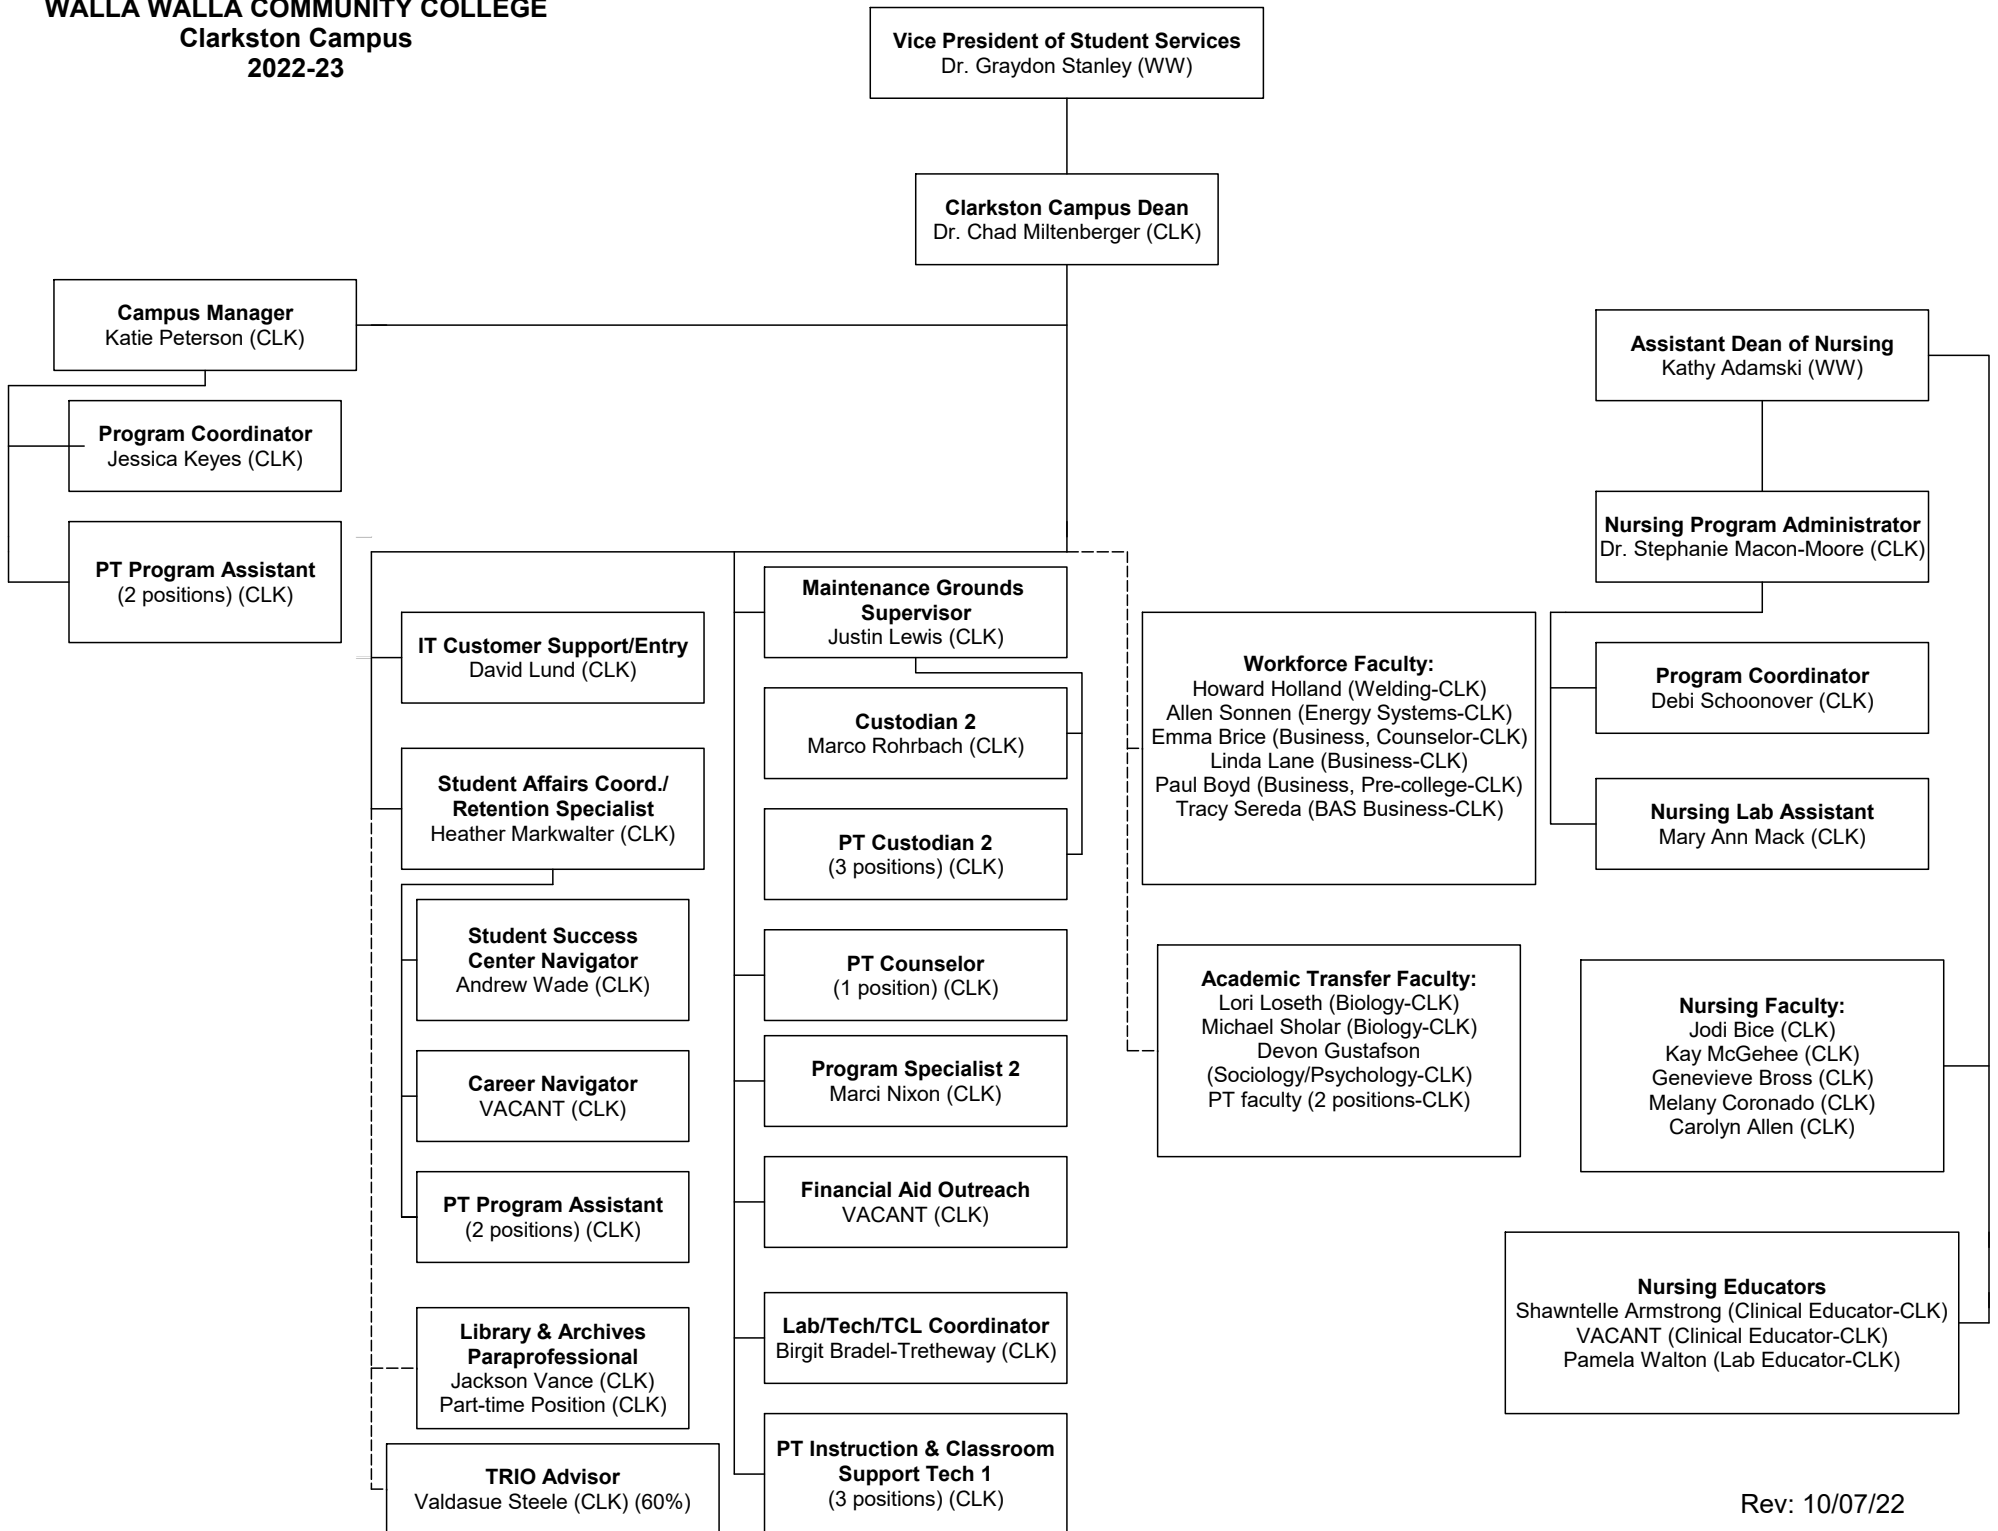 WALLA WALLA COMMUNITY COLLEGE
Clarkston Campus
2022-23
Vice President of Student Services
Dr. Graydon Stanley (WW)
Clarkston Campus Dean
Dr. Chad Miltenberger (CLK)
Campus Manager
Katie Peterson (CLK)
Program Coordinator
Jessica Keyes (CLK)
PT Program Assistant
(2 positions) (CLK)
IT Customer Support/Entry
David Lund (CLK)
Student Affairs Coord./
Retention Specialist
Heather Markwalter (CLK)
Student Success
Center Navigator
Andrew Wade (CLK)
Career Navigator
VACANT (CLK)
PT Program Assistant
(2 positions) (CLK)
Library & Archives
Paraprofessional
Jackson Vance (CLK)
Part-time Position (CLK)
TRIO Advisor
Valdasue Steele (CLK) (60%)
Maintenance Grounds
Supervisor
Justin Lewis (CLK)
Custodian 2
Marco Rohrbach (CLK)
PT Custodian 2
(3 positions) (CLK)
PT Counselor
(1 position) (CLK)
Program Specialist 2
Marci Nixon (CLK)
Financial Aid Outreach
VACANT (CLK)
Lab/Tech/TCL Coordinator
Birgit Bradel-Tretheway (CLK)
PT Instruction & Classroom
Support Tech 1
(3 positions) (CLK)
Workforce Faculty:
Howard Holland (Welding-CLK)
Allen Sonnen (Energy Systems-CLK)
Emma Brice (Business, Counselor-CLK)
Linda Lane (Business-CLK)
Paul Boyd (Business, Pre-college-CLK)
Tracy Sereda (BAS Business-CLK)
Academic Transfer Faculty:
Lori Loseth (Biology-CLK)
Michael Sholar (Biology-CLK)
Devon Gustafson
(Sociology/Psychology-CLK)
PT faculty (2 positions-CLK)
Assistant Dean of Nursing
Kathy Adamski (WW)
Nursing Program Administrator
Dr. Stephanie Macon-Moore (CLK)
Program Coordinator
Debi Schoonover (CLK)
Nursing Lab Assistant
Mary Ann Mack (CLK)
Nursing Faculty:
Jodi Bice (CLK)
Kay McGehee (CLK)
Genevieve Bross (CLK)
Melany Coronado (CLK)
Carolyn Allen (CLK)
Nursing Educators
Shawntelle Armstrong (Clinical Educator-CLK)
VACANT (Clinical Educator-CLK)
Pamela Walton (Lab Educator-CLK)
Rev: 10/07/22